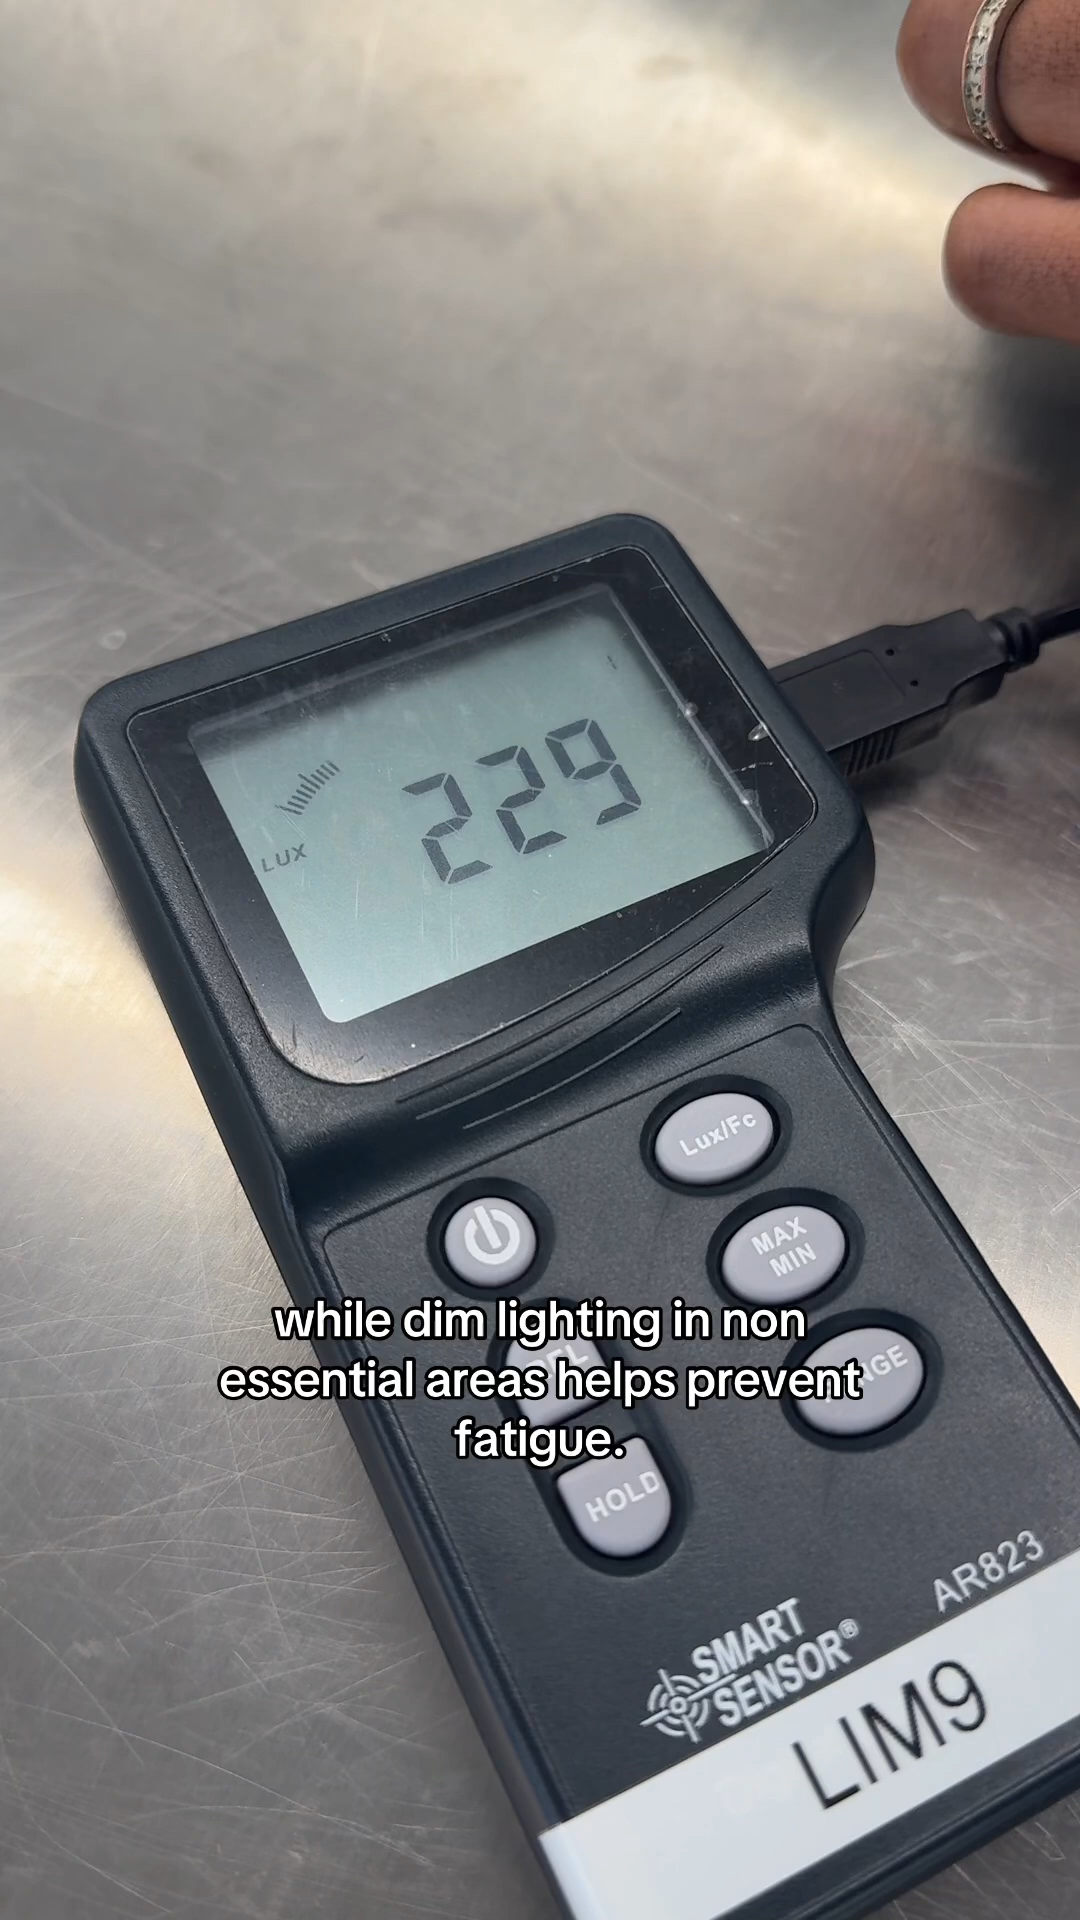 229
LUX
Lux/Fc
MAX
MIN
while dim lighting in non
essential areas helps prevent
fatigue.
HOLD
AR823
SMART
SENSOR®
LIM9